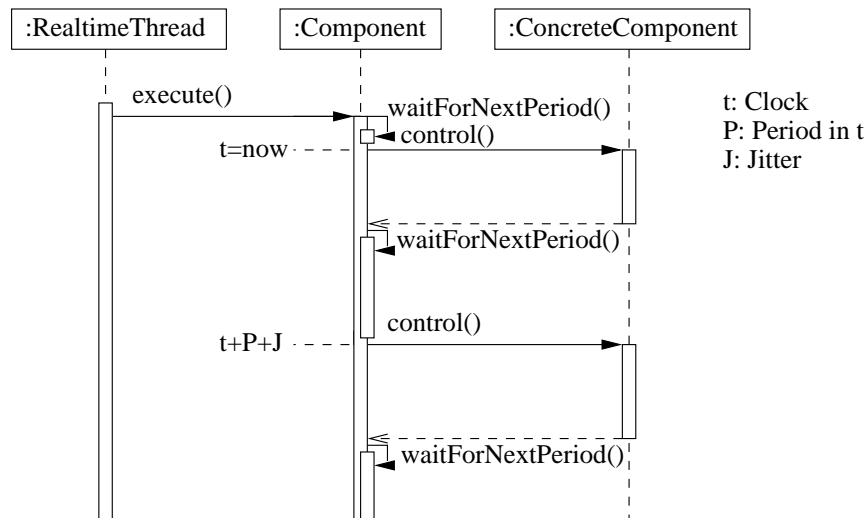 :RealtimeThread
:Component
:ConcreteComponent
execute()
waitForNextPeriod()
control()
t=now
t: Clock
P: Period in t
J: Jitter
waitForNextPeriod()
control()
t+P+J
waitForNextPeriod()